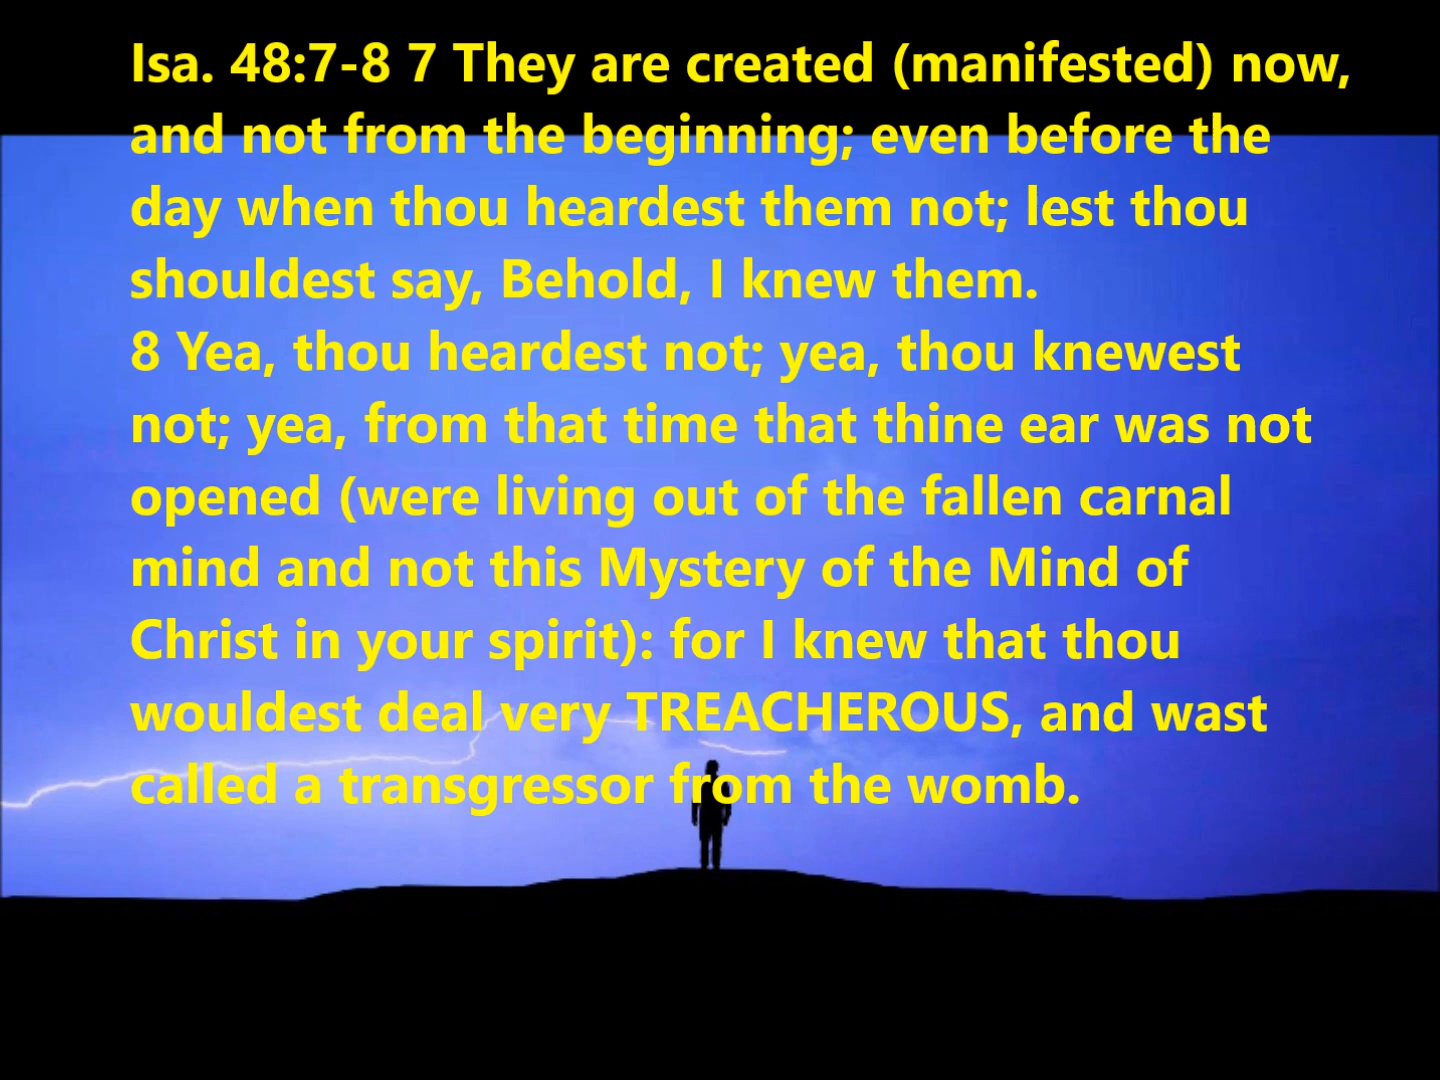 Isa. 48:7-8 7 They are created (manifested) now,
and not from the beginning; even before the
day when thou heardest them not; lest thou
shouldest say, Behold, I knew them.
8 Yea, thou heardest not; yea, thou knewest
not; yea, from that time that thine ear was not
opened (were living out of the fallen carnal
mind and not this Mystery of the Mind of
Christ in your spirit): for I knew that thou
wouldest deal very TREACHEROUS, and wast
called a transgressor from the womb.